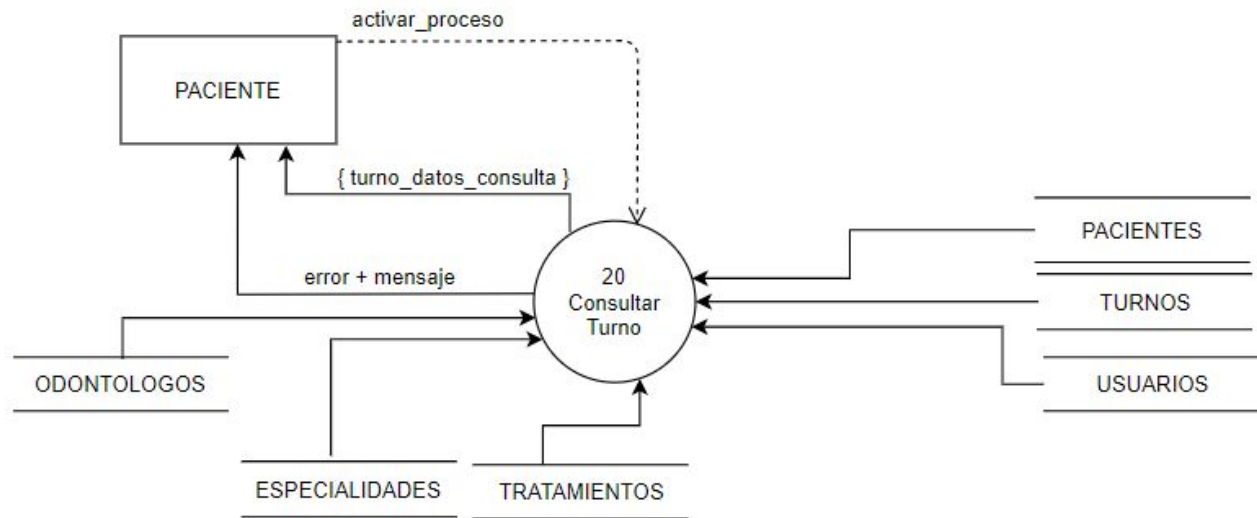 activar_proceso
PACIENTE
{ turno_datos_consulta }
PACIENTES
error + mensaje
20
Consultar
Turno
TURNOS
ODONTOLOGOS
USUARIOS
ESPECIALIDADES
TRATAMIENTOS